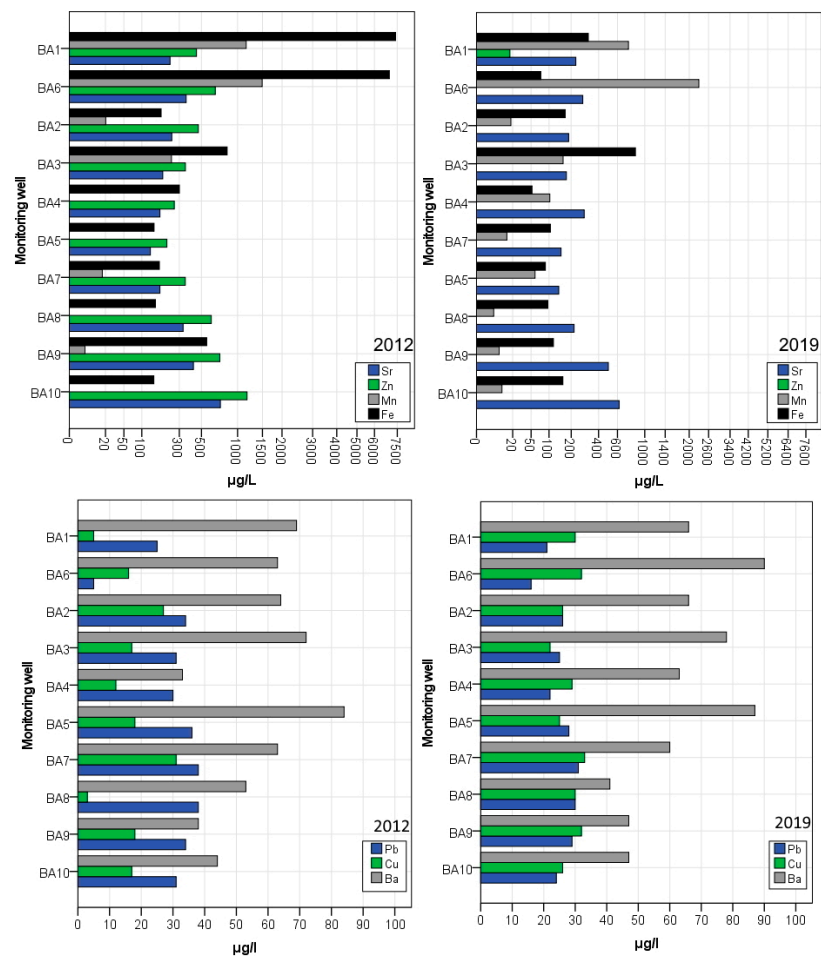 BA1
BA6
BA2
BA3
BA4
BA5
BA7
BA8
BA9
BA10
Monitoring well
2012
Sr
Zn
Mn
Fe
0 20 50 100 300 500 1000 1500 2000 3000 4000 5000 6000 7500
µg/L
BA1
BA6
BA2
BA3
BA4
BA7
BA5
BA8
BA9
BA10
Monitoring well
2019
Sr
Zn
Mn
Fe
0 20 50 100 200 400 600 1000 1400 2000 2600 3400 4200 5200 6400 7600
µg/L
BA1
BA6
BA2
BA3
BA4
BA5
BA7
BA8
BA9
BA10
Monitoring well
2012
Pb
Cu
Ba
0 10 20 30 40 50 60 70 80 90 100
µg/l
BA1
BA6
BA2
BA3
BA4
BA5
BA7
BA8
BA9
BA10
Monitoring well
2019
Pb
Cu
Ba
0 10 20 30 40 50 60 70 80 90 100
µg/l